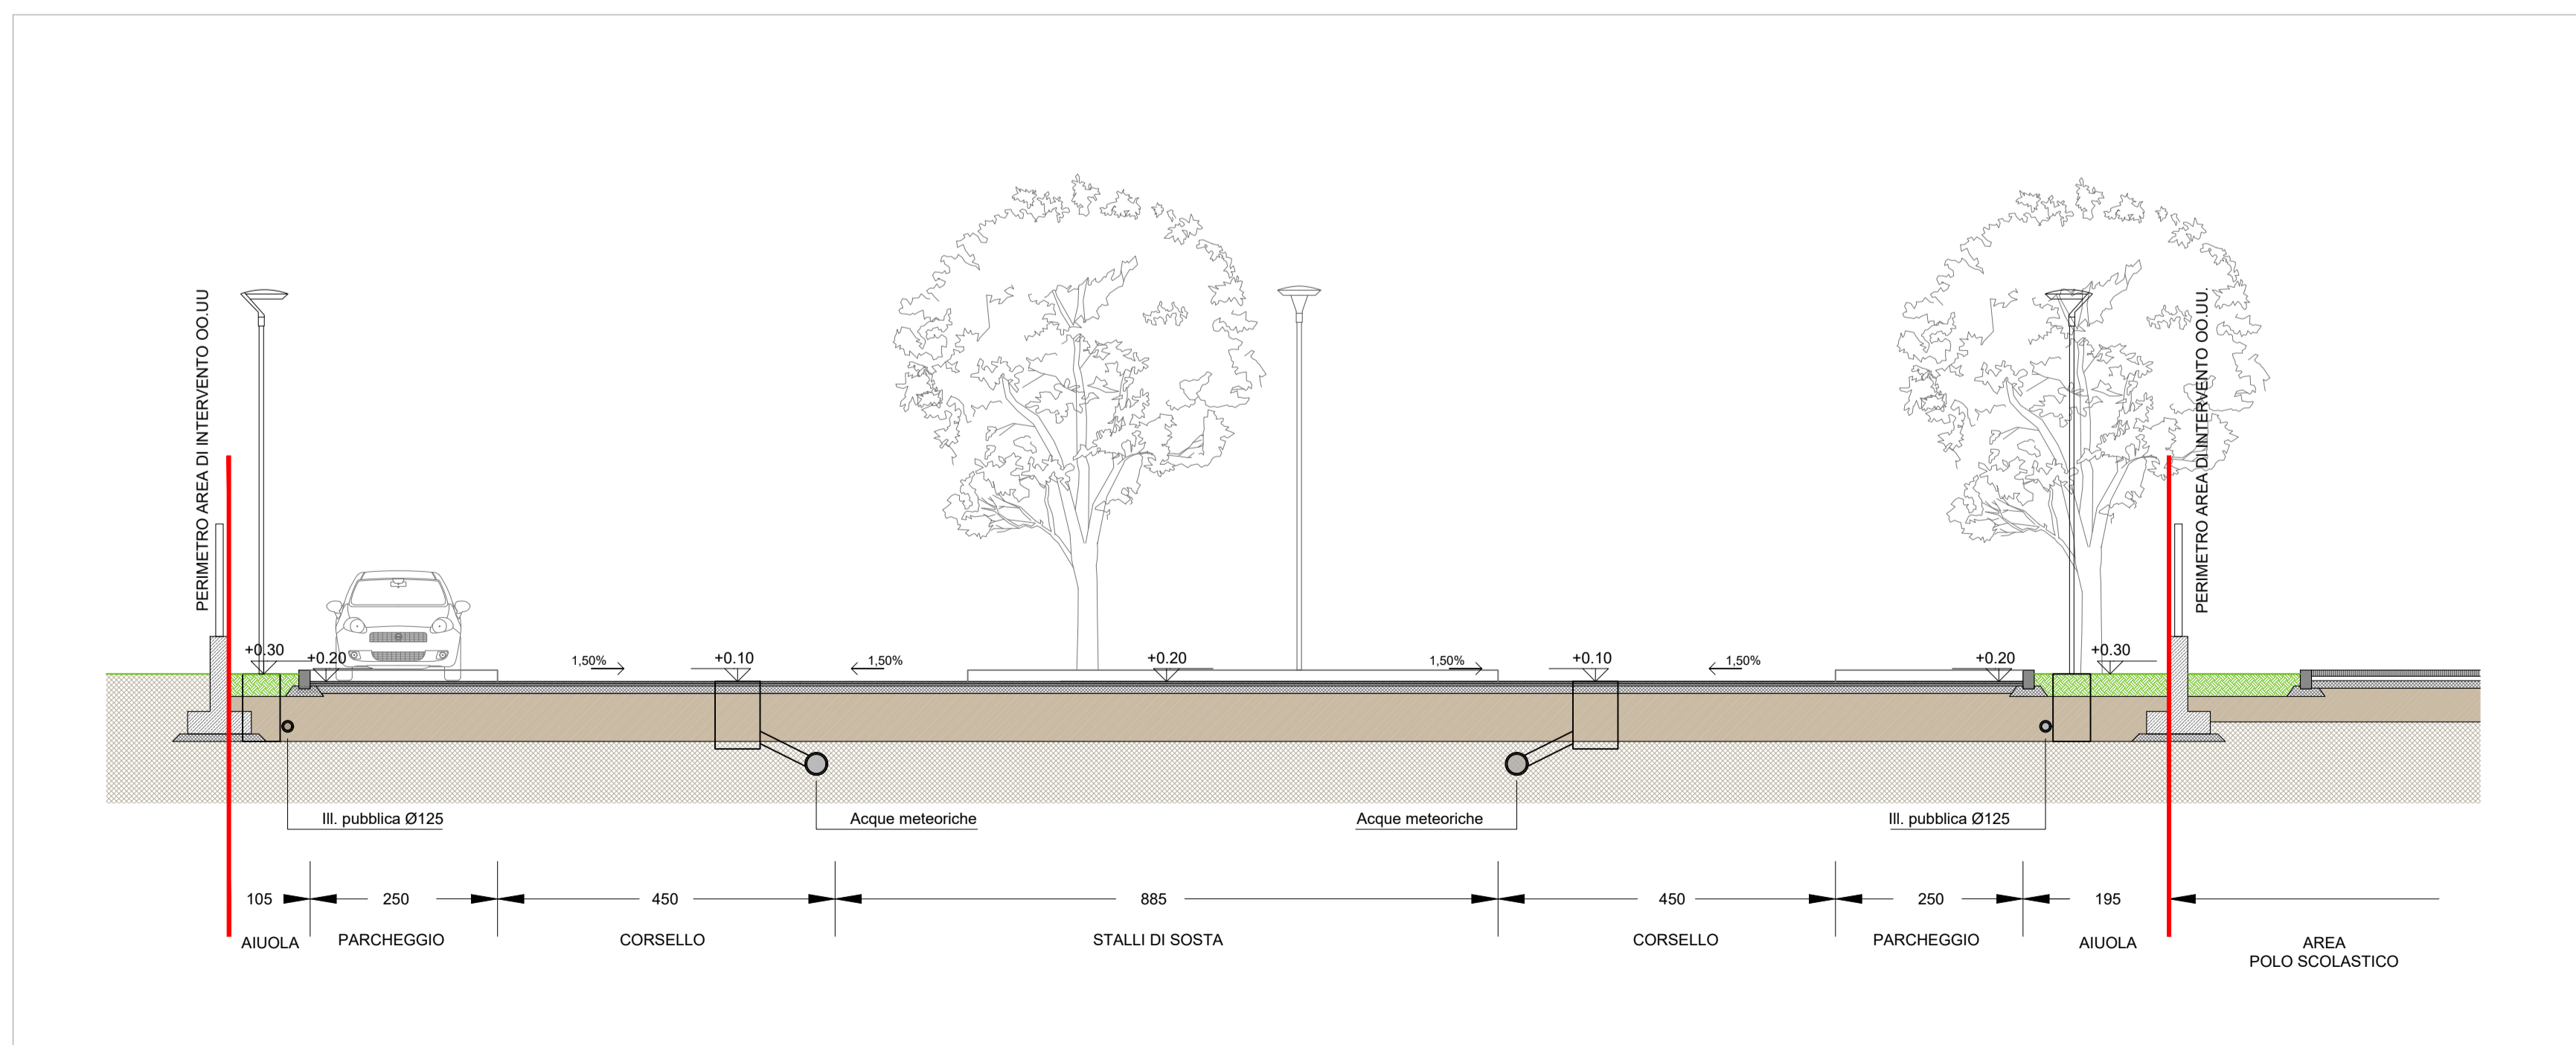 PERIMETRO AREA DI INTERVENTO OO.UU
PERIMETRO AREA DI INTERVENTO OO.UU.
+0.30
+0.20
1,50%
+0.10
1,50%
+0.20
1,50%
+0.10
1,50%
+0.20
+0.30
Ill. pubblica Ø125
Acque meteoriche
Acque meteoriche
Ill. pubblica Ø125
105
250
450
885
450
250
195
AIUOLA
PARCHEGGIO
CORSELLO
STALLI DI SOSTA
CORSELLO
PARCHEGGIO
AIUOLA
AREA
POLO SCOLASTICO